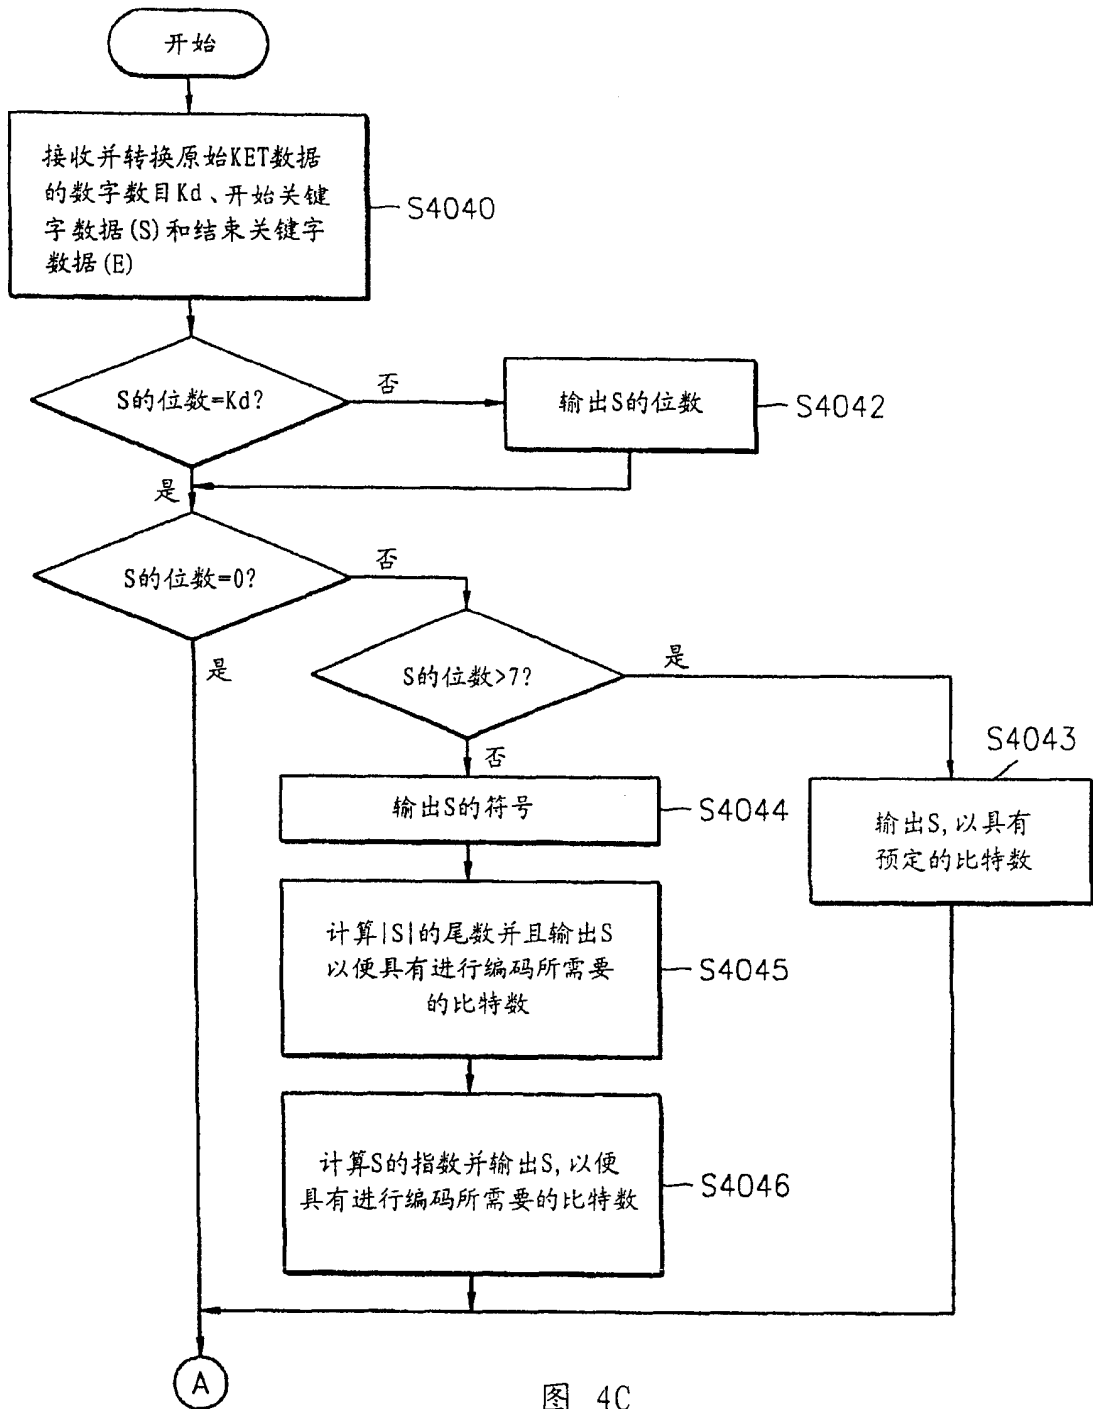 开始
接收并转换原始KET数据
的数字数目Kd、开始关键
字数据(S)和结束关键字
数据(E)
S4040
S的位数=Kd?
否
输出S的位数
S4042
是
S的位数=0?
否
是
S的位数>7?
是
否
S4043
输出S的符号
S4044
输出S,以具有
预定的比特数
计算|S|的尾数并且输出S
以便具有进行编码所需要
的比特数
S4045
计算S的指数并输出S,以便
具有进行编码所需要的比特数
S4046
A
图 4C